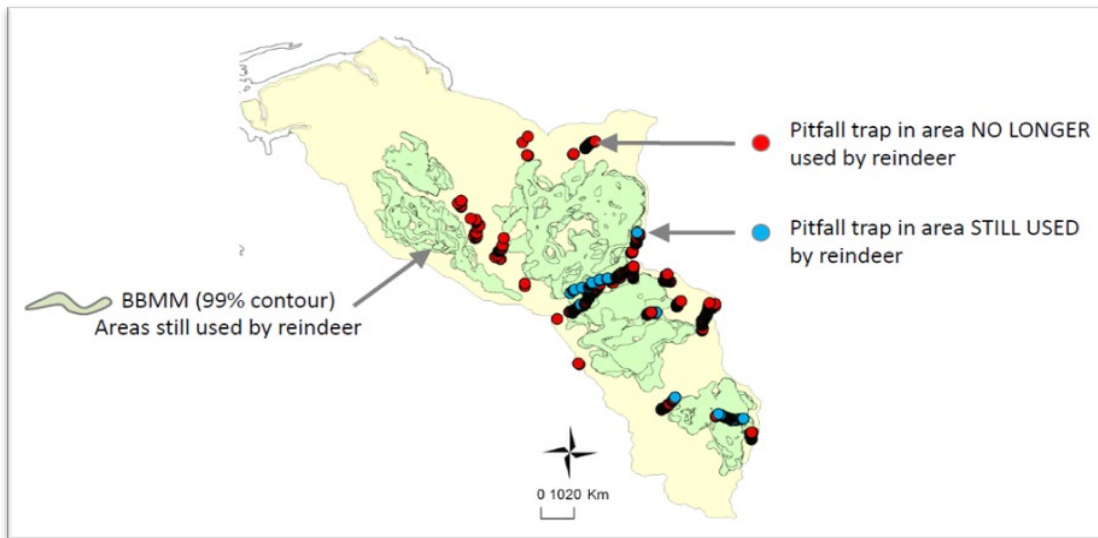 Pitfall trap in area NO LONGER
used by reindeer
Pitfall trap in area STILL USED
by reindeer
BBMM (99% contour)
Areas still used by reindeer
0 1020 Km